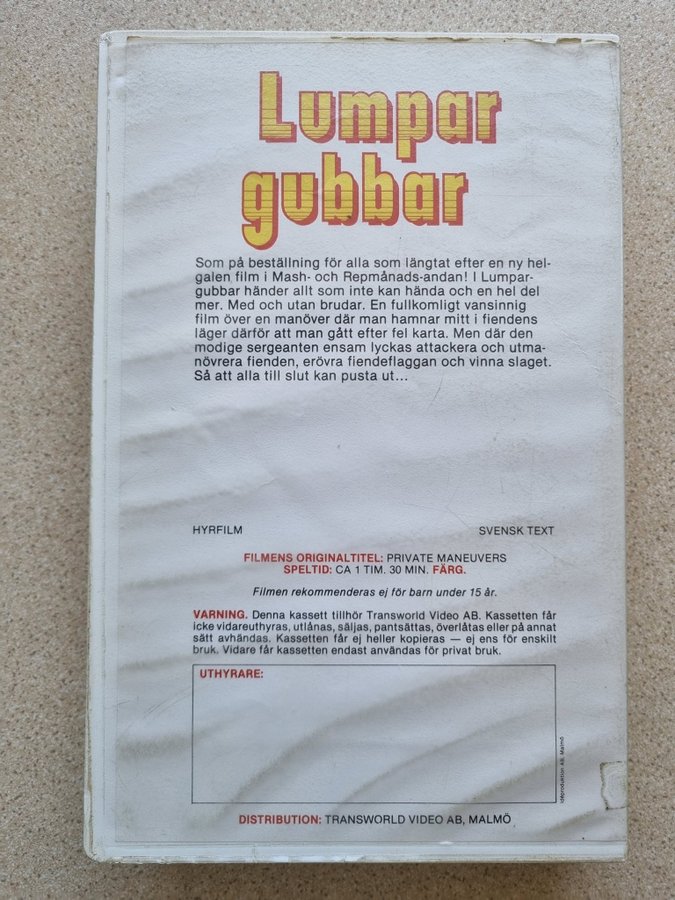 Lumpar
gubbar
Som på beställning för alla som längtat efter en ny hel-
galen film i Mash- och Repmånads-andan! I Lumpar-
gubbar händer allt som inte kan hända och en hel del
mer. Med och utan brudar. En fullkomligt vansinnig
film över en manöver där man hamnar mitt i fiendens
läger därför att man gått efter fel karta. Men där den
modige sergeanten ensam lyckas attackera och utma-
növrera fienden, erövra fiendeflaggan och vinna slaget.
Så att alla till slut kan pusta ut...
HYRFILM SVENSK TEXT
FILMENS ORIGINALTITEL: PRIVATE MANEUVERS
SPELTID: CA 1 TIM. 30 MIN. FÄRG.
Filmen rekommenderas ej för barn under 15 år.
VARNING. Denna kassett tillhör Transworld Video AB. Kassetten får
icke vidareuthyras, utlånas, säljas, pantsättas, överlåtas eller på annat
sätt avhändas. Kassetten får ej heller kopieras — ej ens för enskilt
bruk. Vidare får kassetten endast användas för privat bruk.
UTHYRARE:
Idéproduktion AB, Malmö
DISTRIBUTION: TRANSWORLD VIDEO AB, MALMÖ